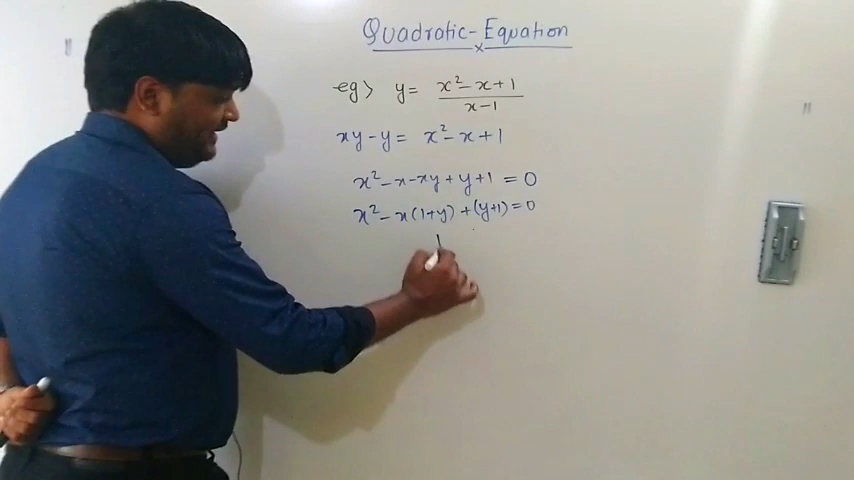 Quadratic-Equation
x
eg> y = x²-x+1 / x-1
xy-y = x²-x+1
x²-x-xy+y+1=0
x²-x(1+y)+(y+1)=0